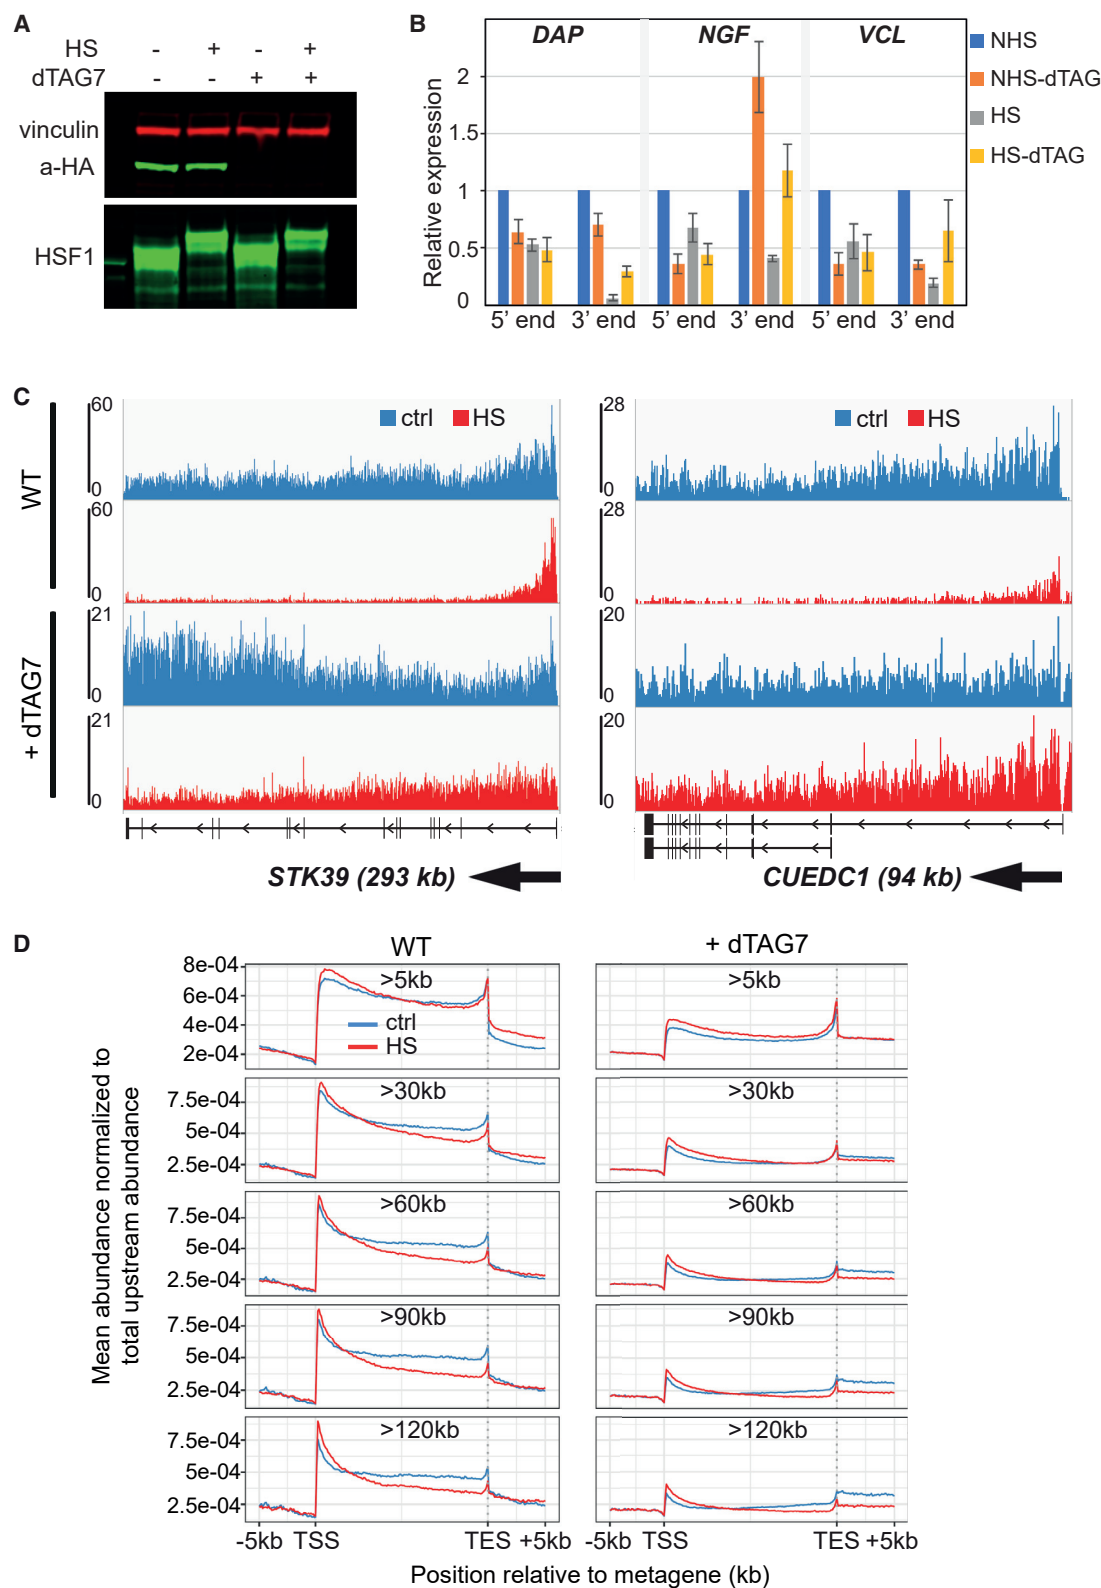 A
HS - + - +
dTAG7 - - + +
vinculin
a-HA
HSF1
B
DAP NGF VCL
Relative expression
2
1.5
1
0.5
0
5’ end 3’ end 5’ end 3’ end 5’ end 3’ end
NHS
NHS-dTAG
HS
HS-dTAG
C
WT
+ dTAG7
60
0
ctrl HS
60
0
21
0
21
0
STK39 (293 kb)
28
0
ctrl HS
28
0
20
0
20
0
CUEDC1 (94 kb)
D
WT + dTAG7
Mean abundance normalized to
total upstream abundance
8e-04
6e-04
4e-04
2e-04
>5kb
ctrl
HS
>5kb
7.5e-04
5e-04
2.5e-04
>30kb
>30kb
7.5e-04
5e-04
2.5e-04
>60kb
>60kb
7.5e-04
5e-04
2.5e-04
>90kb
>90kb
7.5e-04
5e-04
2.5e-04
>120kb
>120kb
-5kb TSS TES +5kb -5kb TSS TES +5kb
Position relative to metagene (kb)